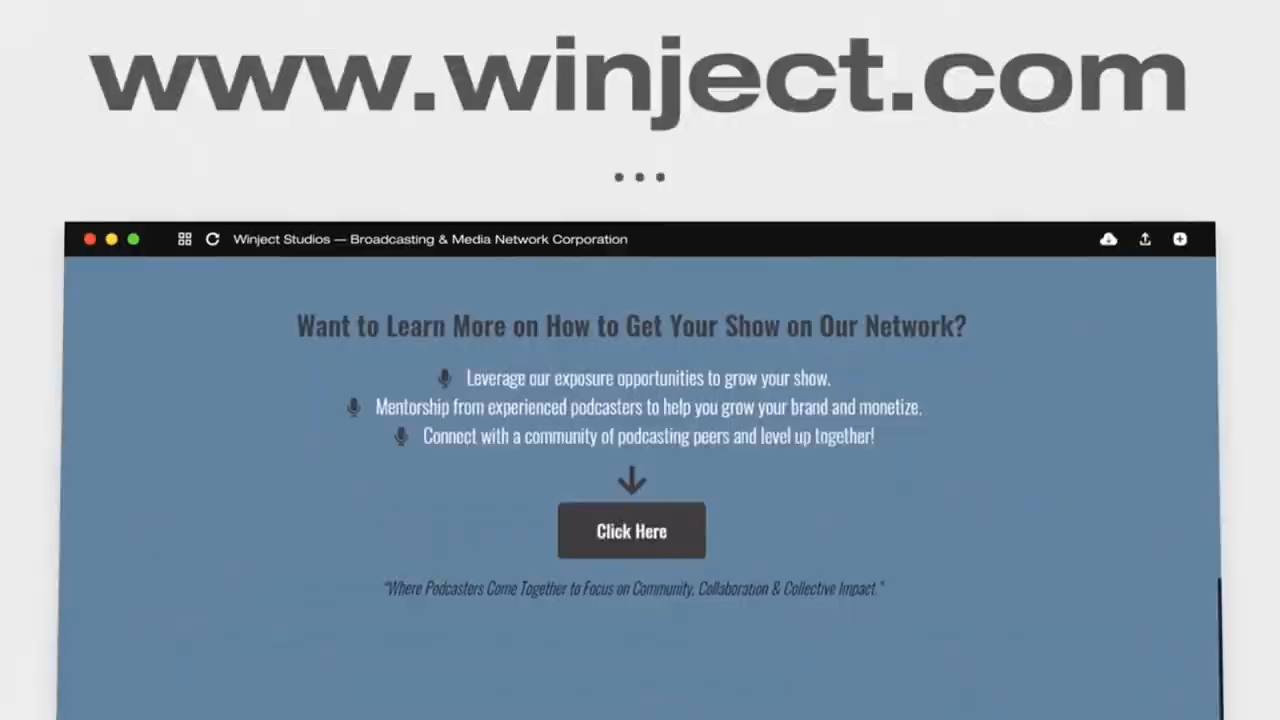 www.winject.com
...
Winject Studios — Broadcasting & Media Network Corporation
Want to Learn More on How to Get Your Show on Our Network?
Leverage our exposure opportunities to grow your show.
Mentorship from experienced podcasters to help you grow your brand and monetize.
Connect with a community of podcasting peers and level up together!
Click Here
"Where Podcasters Come Together to Focus on Community, Collaboration & Collective Impact."